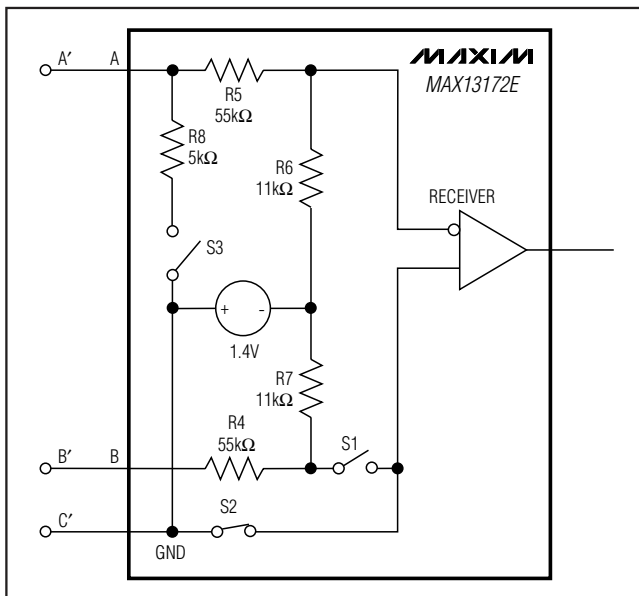 A′
A
MAXIM
MAX13172E
R5
55kΩ
R8
5kΩ
R6
11kΩ
RECEIVER
S3
+
-
1.4V
R7
11kΩ
R4
55kΩ
S1
B′
B
S2
C′
GND